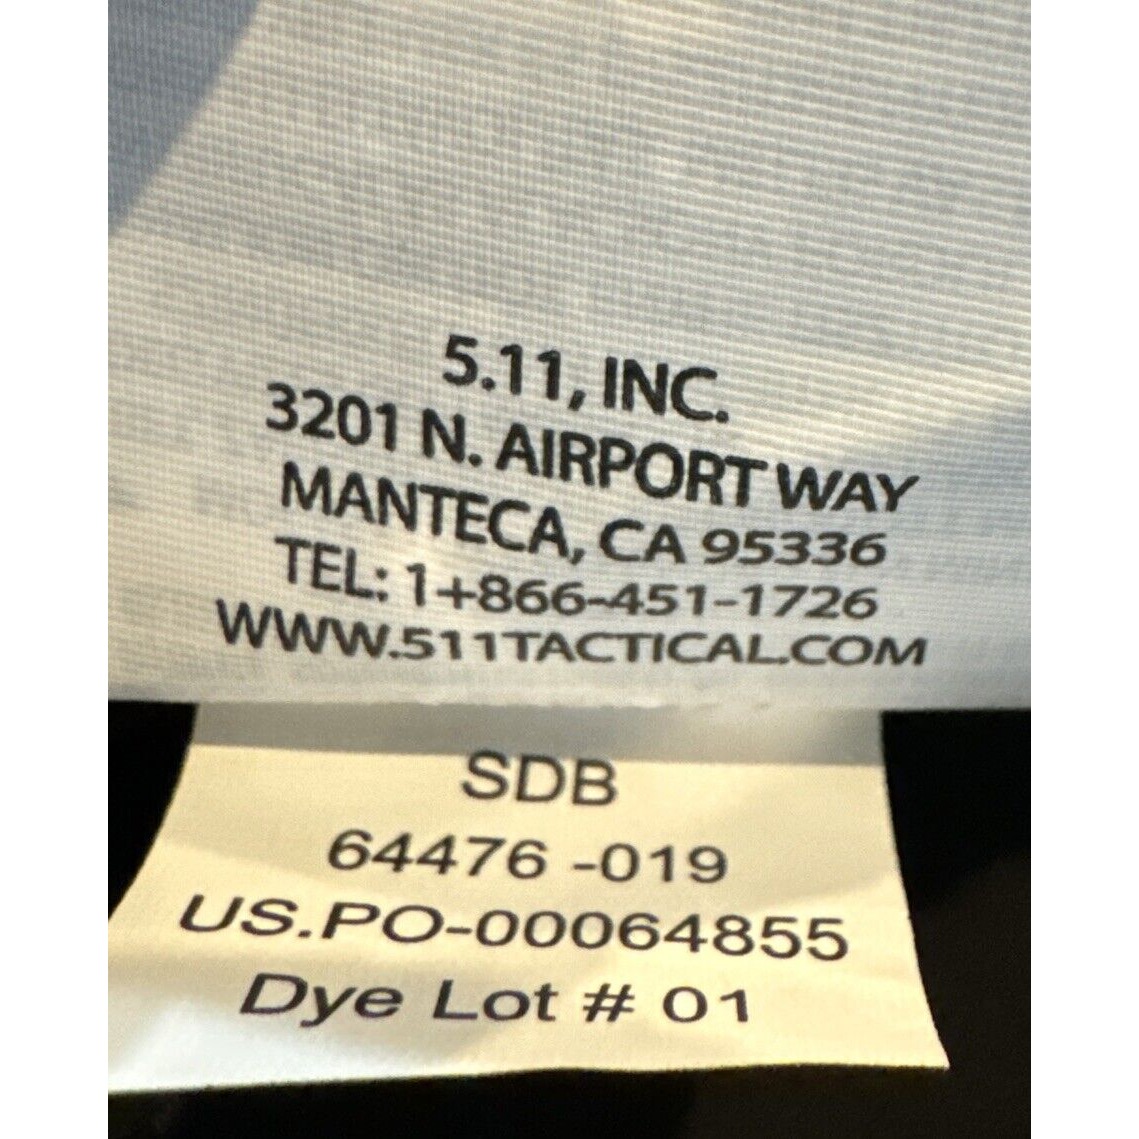 5.11, INC.
3201 N. AIRPORT WAY
MANTECA, CA 95336
TEL: 1+866-451-1726
WWW.511TACTICAL.COM
SDB
64476 -019
US.PO-00064855
Dye Lot # 01